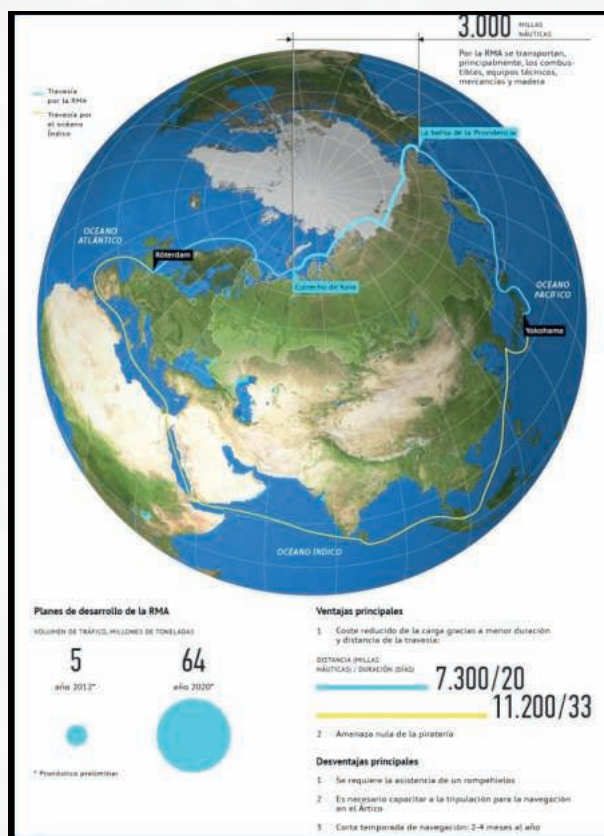 3.000 MILLAS
NÁUTICAS
Por la RMA se transportan,
principalmente, los combus-
tibles, equipos técnicos,
mercancías y madera
Travesía
por la RMA
Travesía por
el océano
Índico
La bahía de la Providencia
OCÉANO
ATLÁNTICO
Róterdam
Estrecho de Kara
OCÉANO
PACÍFICO
Yokohama
OCÉANO ÍNDICO
Planes de desarrollo de la RMA
VOLUMEN DE TRÁFICO, MILLONES DE TONELADAS
5 64
año 2012* año 2020*
* Pronóstico preliminar
Ventajas principales
1 Coste reducido de la carga gracias a menor duración
y distancia de la travesía:
DISTANCIA (MILLAS
NÁUTICAS) / DURACIÓN (DÍAS)
7.300/20
11.200/33
2 Amenaza nula de la piratería
Desventajas principales
1 Se requiere la asistencia de un rompehielos
2 Es necesario capacitar a la tripulación para la navegación
en el Ártico
3 Corta temporada de navegación: 2-4 meses al año